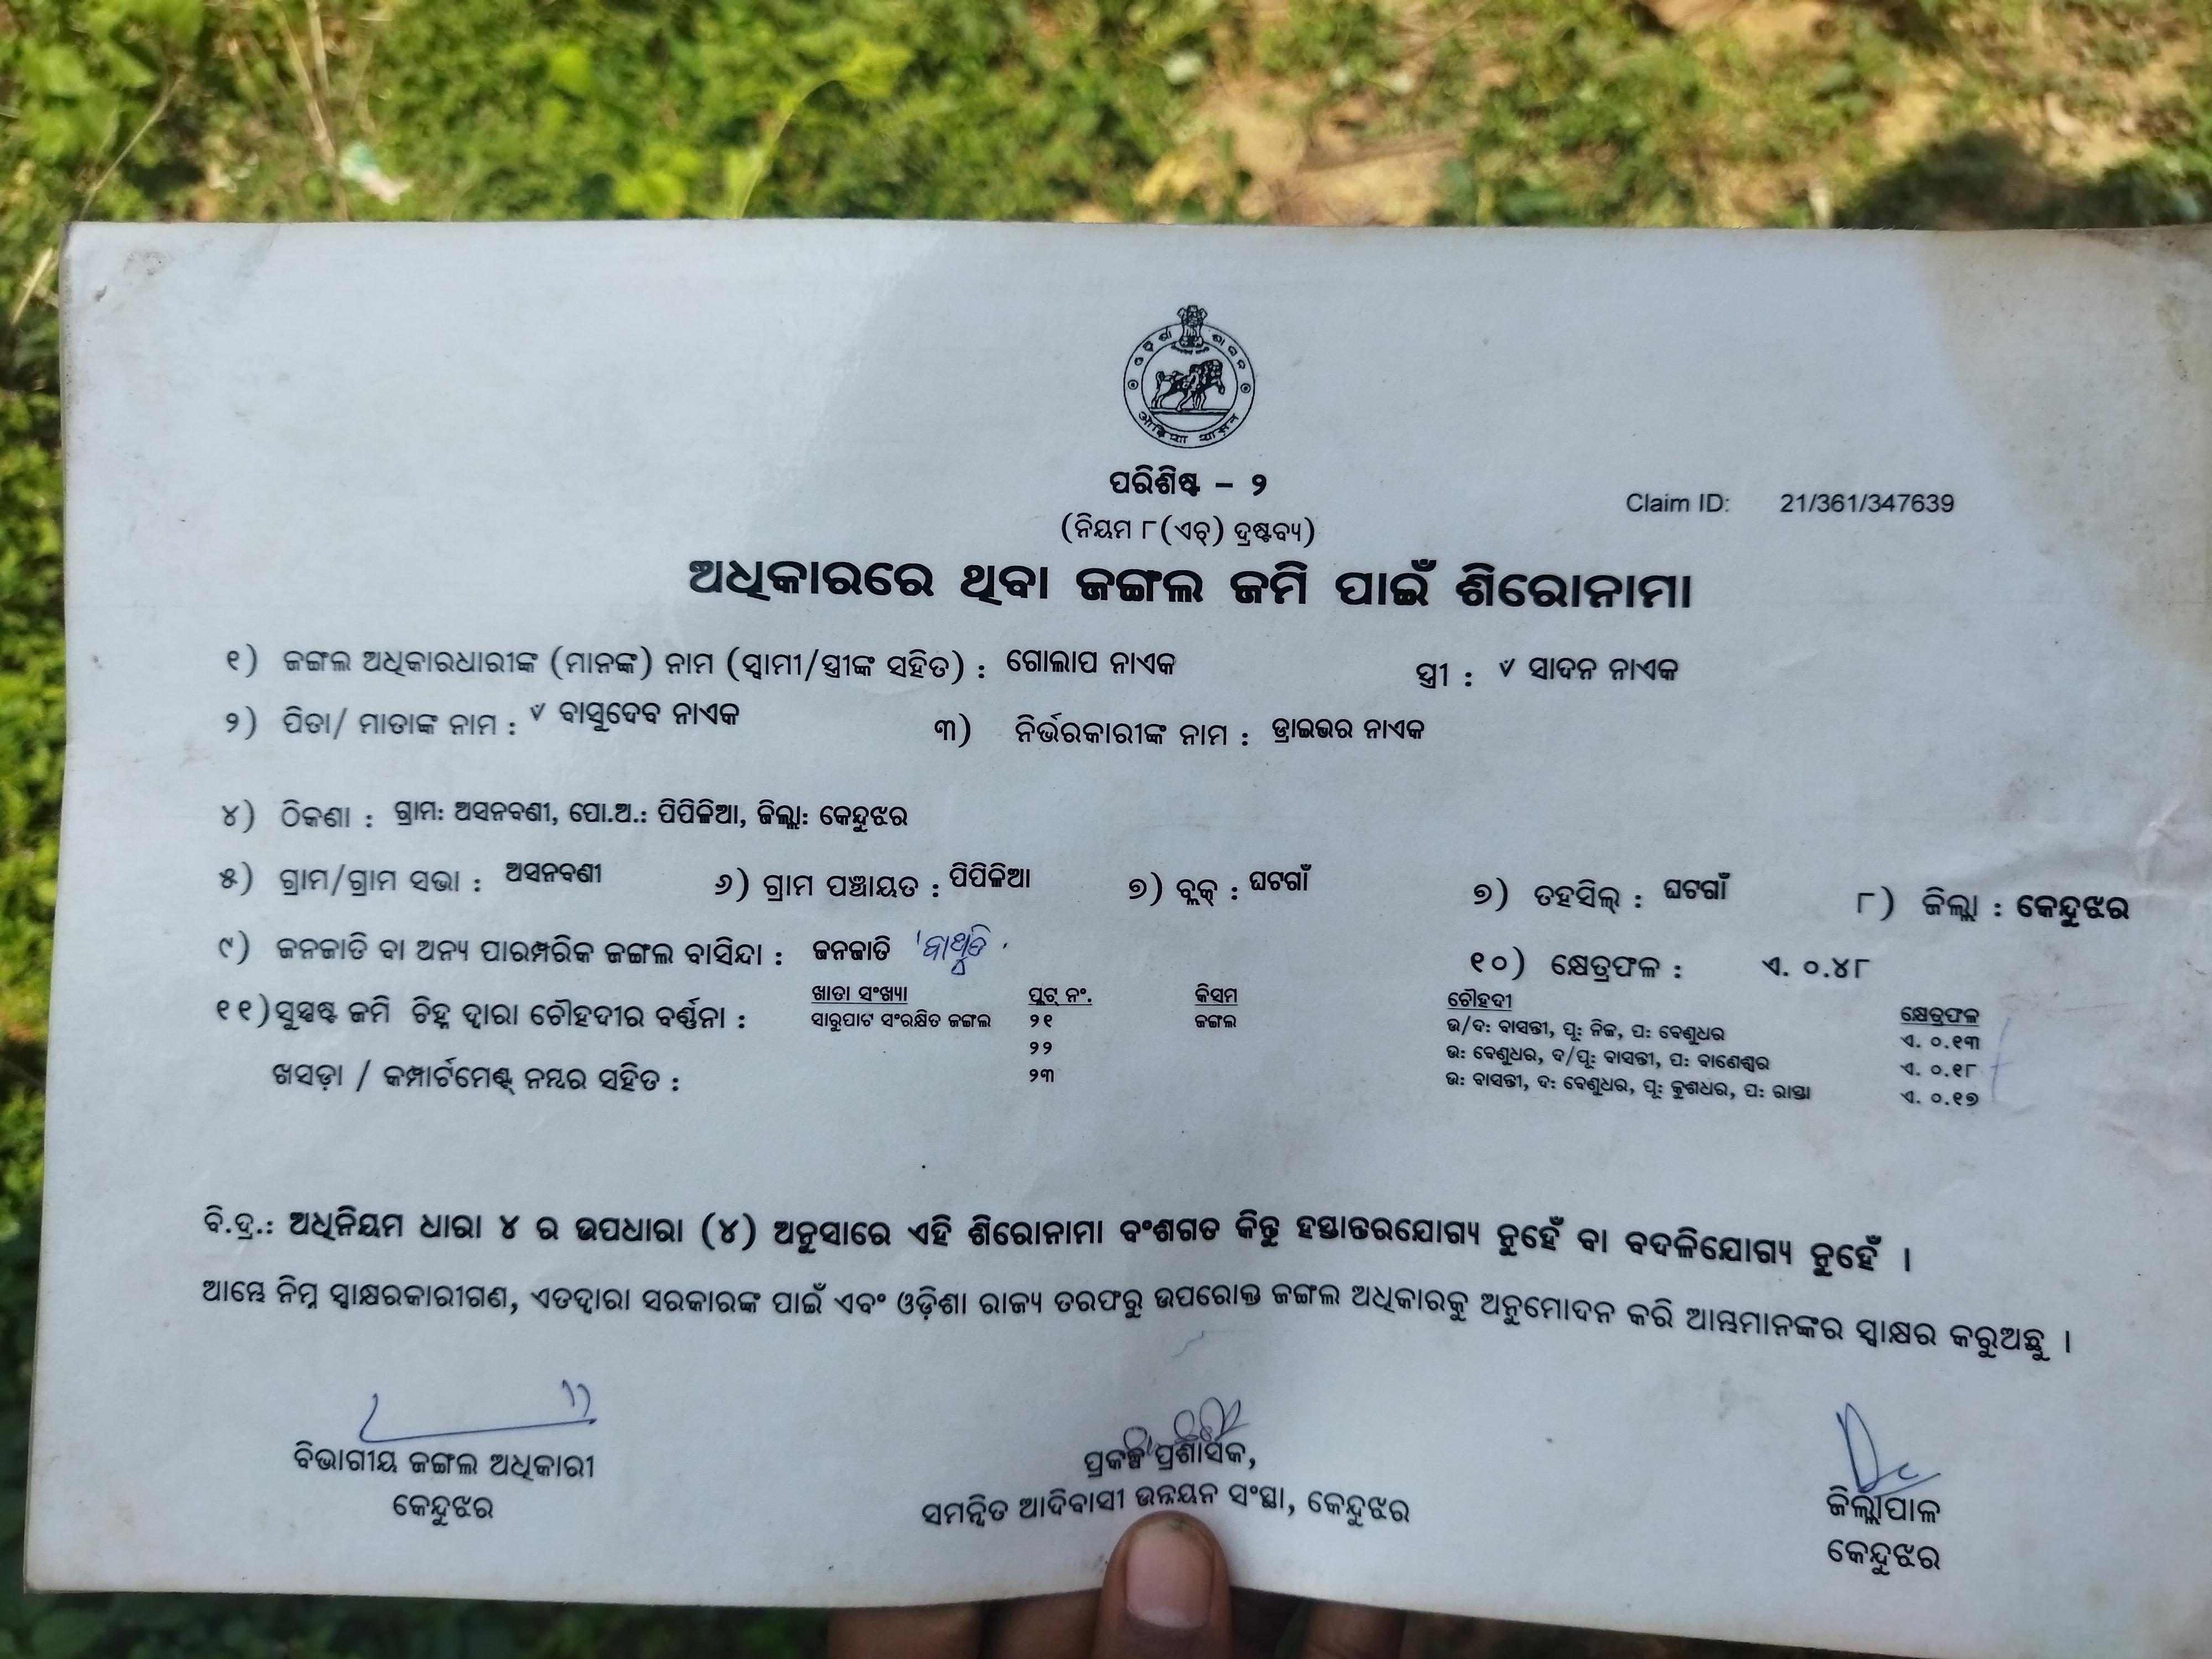 ଓଡ଼ିଶା ଶାସନ
ओड़िशा शासन
ପରିଶିଷ୍ଟ – ୨
Claim ID: 21/361/347639
(ନିୟମ ୮(ଏଚ୍) ଦ୍ରଷ୍ଟବ୍ୟ)
ଅଧିକାରରେ ଥିବା ଜଙ୍ଗଲ ଜମି ପାଇଁ ଶିରୋନାମା
୧) ଜଙ୍ଗଲ ଅଧିକାରଧାରୀଙ୍କ (ମାନଙ୍କ) ନାମ (ସ୍ୱାମୀ/ସ୍ତ୍ରୀଙ୍କ ସହିତ) : ଗୋଲାପ ନାଏକ ସ୍ତ୍ରୀ : ସାଦନ ନାଏକ
୨) ପିତା/ ମାତାଙ୍କ ନାମ : ବାସୁଦେବ ନାଏକ ୩) ନିର୍ଭରକାରୀଙ୍କ ନାମ : ଡ୍ରାଇଭର ନାଏକ
୪) ଠିକଣା : ଗ୍ରାମ: ଅସନବଣୀ, ପୋ.ଅ.: ପିପିଳିଆ, ଜିଲ୍ଲା: କେନ୍ଦୁଝର
୫) ଗ୍ରାମ/ଗ୍ରାମ ସଭା : ଅସନବଣୀ ୬) ଗ୍ରାମ ପଞ୍ଚାୟତ : ପିପିଳିଆ ୭) ବ୍ଲକ୍ : ଘଟଗାଁ ୭) ତହସିଲ୍ : ଘଟଗାଁ ୮) ଜିଲ୍ଲା : କେନ୍ଦୁଝର
୯) ଜନଜାତି ବା ଅନ୍ୟ ପାରମ୍ପରିକ ଜଙ୍ଗଲ ବାସିନ୍ଦା : ଜନଜାତି 'ବାଥୁଡି' ୧୦) କ୍ଷେତ୍ରଫଳ : ଏ. ୦.୪୮
୧୧) ସୁସ୍ପଷ୍ଟ ଜମି ଚିହ୍ନ ଦ୍ୱାରା ଚୌହଦୀର ବର୍ଣ୍ଣନା : ଖାତା ସଂଖ୍ୟା ପ୍ଲଟ୍ ନଂ. କିସମ ଚୌହଦୀ କ୍ଷେତ୍ରଫଳ
ସାରୁପାଟ ସଂରକ୍ଷିତ ଜଙ୍ଗଲ ୨୧ ଜଙ୍ଗଲ ଉ/ଦ: ବାସନ୍ତୀ, ପୂ: ନିଜ, ପ: ବେଣୁଧର ଏ. ୦.୧୩
୨୨ ଉ: ବେଣୁଧର, ଦ/ପୂ: ବାସନ୍ତୀ, ପ: ବାଣେଶ୍ୱର ଏ. ୦.୧୮
ଖସଡ଼ା / କମ୍ପାର୍ଟମେଣ୍ଟ୍ ନମ୍ବର ସହିତ : ୨୩ ଉ: ବାସନ୍ତୀ, ଦ: ବେଣୁଧର, ପୂ: କୁଶଧର, ପ: ରାସ୍ତା ଏ. ୦.୧୭
ବି.ଦ୍ର.: ଅଧିନିୟମ ଧାରା ୪ ର ଉପଧାରା (୪) ଅନୁସାରେ ଏହି ଶିରୋନାମା ବଂଶଗତ କିନ୍ତୁ ହସ୍ତାନ୍ତରଯୋଗ୍ୟ ନୁହେଁ ବା ବଦଳିଯୋଗ୍ୟ ନୁହେଁ ।
ଆମ୍ଭେ ନିମ୍ନ ସ୍ୱାକ୍ଷରକାରୀଗଣ, ଏତଦ୍ୱାରା ସରକାରଙ୍କ ପାଇଁ ଏବଂ ଓଡ଼ିଶା ରାଜ୍ୟ ତରଫରୁ ଉପରୋକ୍ତ ଜଙ୍ଗଲ ଅଧିକାରକୁ ଅନୁମୋଦନ କରି ଆମ୍ଭମାନଙ୍କର ସ୍ୱାକ୍ଷର କରୁଅଛୁ ।
ବିଭାଗୀୟ ଜଙ୍ଗଲ ଅଧିକାରୀ
କେନ୍ଦୁଝର
ପ୍ରକଳ୍ପ ପ୍ରଶାସକ,
ସମନ୍ୱିତ ଆଦିବାସୀ ଉନ୍ନୟନ ସଂସ୍ଥା, କେନ୍ଦୁଝର
ଜିଲ୍ଲାପାଳ
କେନ୍ଦୁଝର